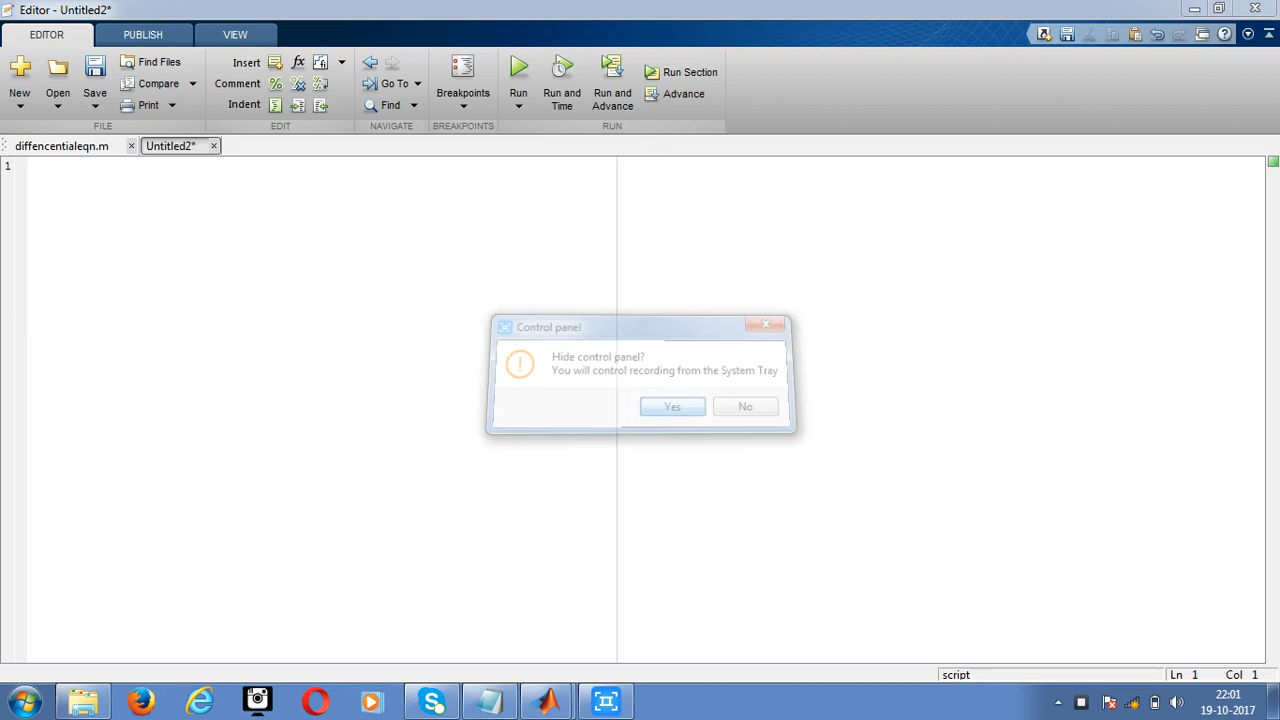 Editor - Untitled2*
EDITOR PUBLISH VIEW
New
Open
Save
Find Files
Compare
Print
FILE
Insert
Comment
Indent
EDIT
Go To
Find
NAVIGATE
Breakpoints
BREAKPOINTS
Run
Run and Time
Run and Advance
Run Section
Advance
RUN
diffencentialeqn.m
Untitled2*
1
Control panel
Hide control panel?
You will control recording from the System Tray
Yes No
script
Ln 1 Col 1
22:01
19-10-2017